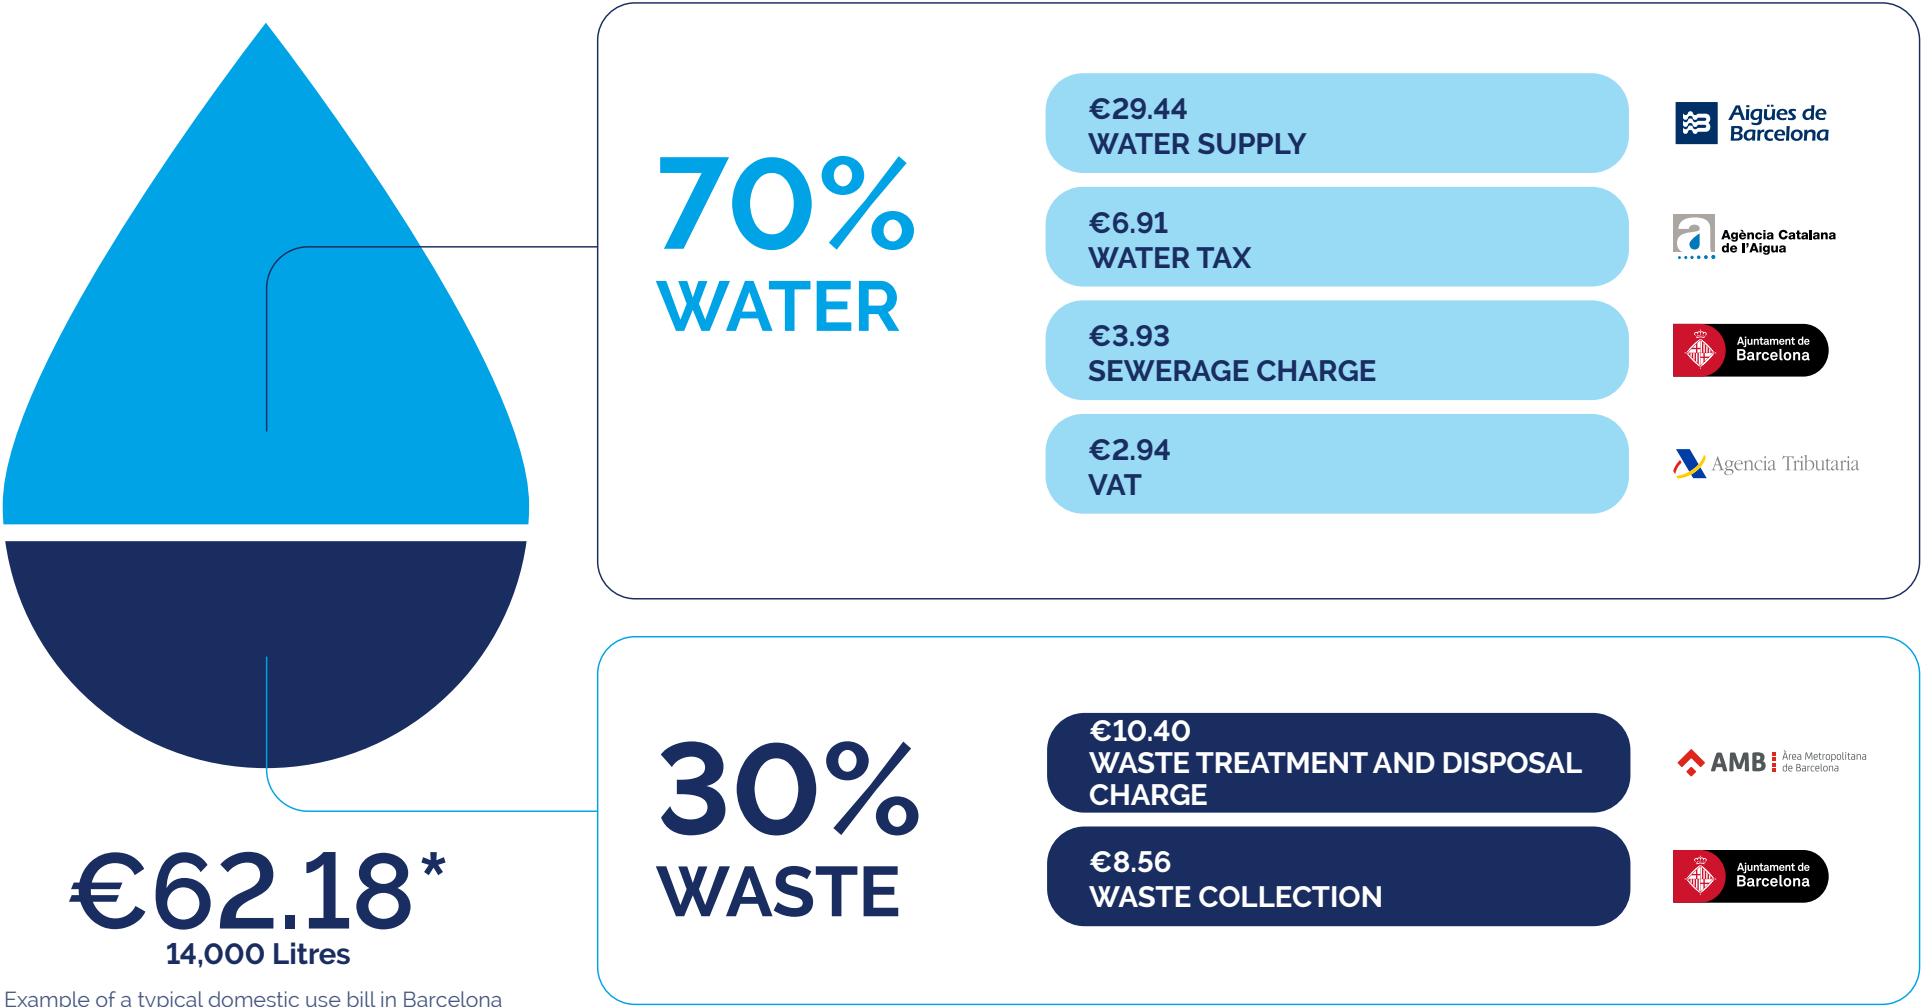 70%
WATER
€29.44
WATER SUPPLY
Aigües de
Barcelona
€6.91
WATER TAX
Agència Catalana
de l'Aigua
€3.93
SEWERAGE CHARGE
Ajuntament de
Barcelona
€2.94
VAT
Agencia Tributaria
30%
WASTE
€10.40
WASTE TREATMENT AND DISPOSAL
CHARGE
AMB Àrea Metropolitana
de Barcelona
€8.56
WASTE COLLECTION
Ajuntament de
Barcelona
€62.18*
14,000 Litres
Example of a typical domestic use bill in Barcelona